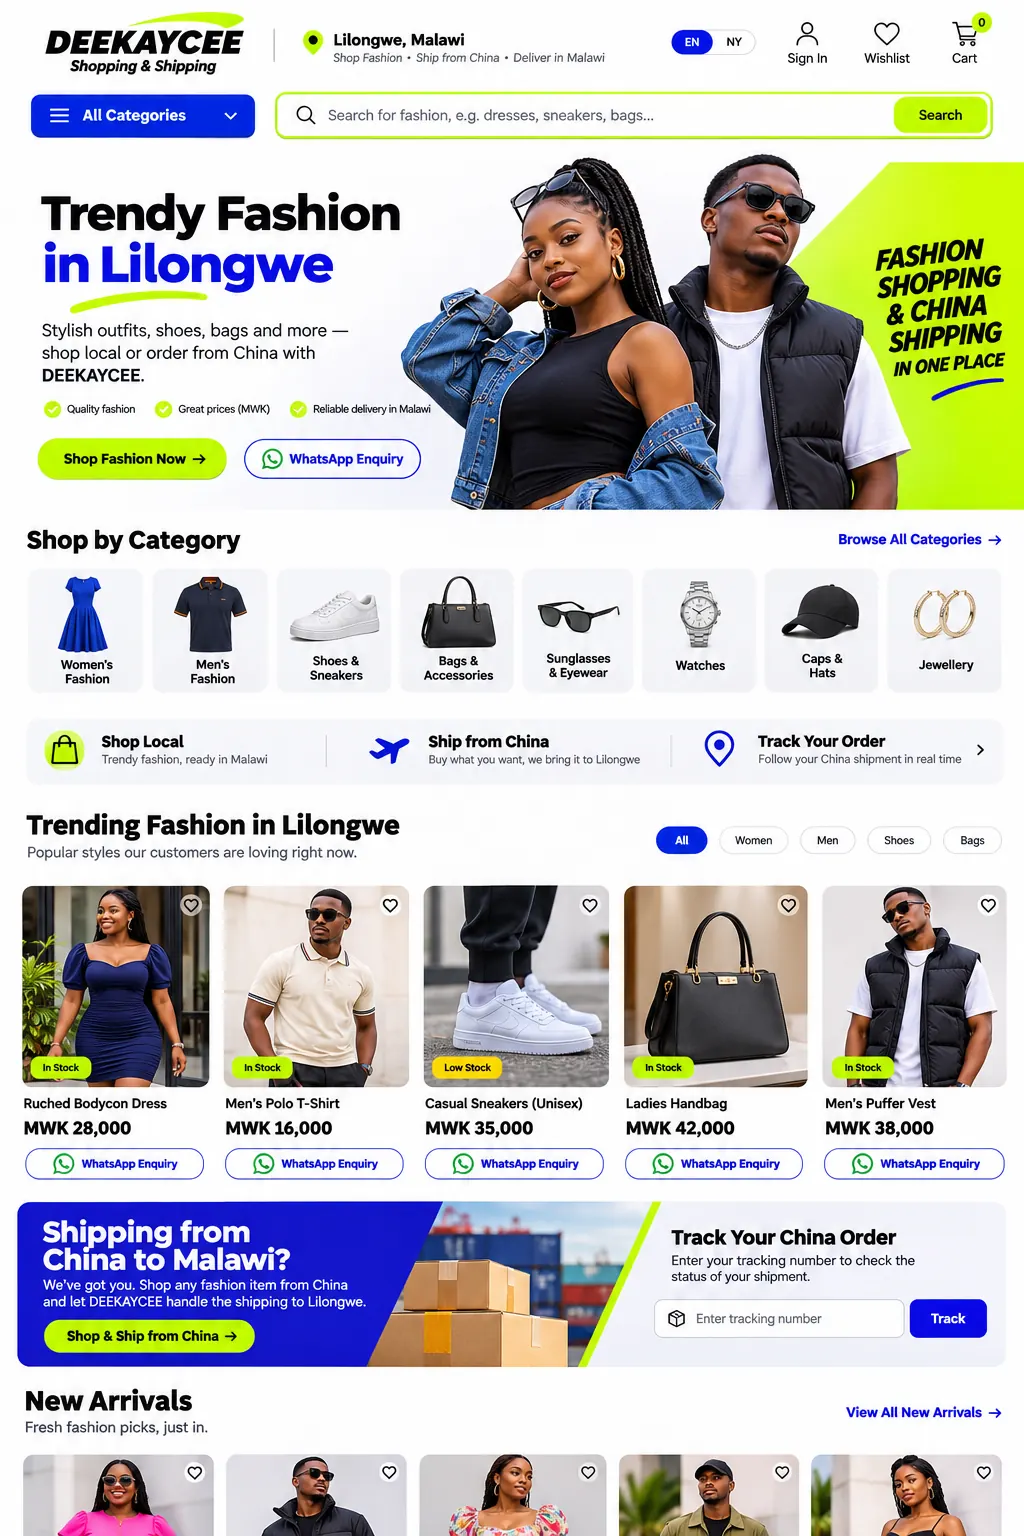 DEEKAYCEE
Shopping & Shipping
Lilongwe, Malawi
Shop Fashion • Ship from China • Deliver in Malawi
EN NY
Sign In
Wishlist
0
Cart
All Categories
Search for fashion, e.g. dresses, sneakers, bags...
Search
Trendy Fashion
in Lilongwe
Stylish outfits, shoes, bags and more —
shop local or order from China with
DEEKAYCEE.
Quality fashion
Great prices (MWK)
Reliable delivery in Malawi
Shop Fashion Now →
WhatsApp Enquiry
FASHION
SHOPPING
& CHINA
SHIPPING
IN ONE PLACE
Shop by Category
Browse All Categories →
Women's
Fashion
Men's
Fashion
Shoes &
Sneakers
Bags &
Accessories
Sunglasses
& Eyewear
Watches
Caps &
Hats
Jewellery
Shop Local
Trendy fashion, ready in Malawi
Ship from China
Buy what you want, we bring it to Lilongwe
Track Your Order
Follow your China shipment in real time
Trending Fashion in Lilongwe
Popular styles our customers are loving right now.
All
Women
Men
Shoes
Bags
In Stock
Ruched Bodycon Dress
MWK 28,000
WhatsApp Enquiry
In Stock
Men's Polo T-Shirt
MWK 16,000
WhatsApp Enquiry
Low Stock
Casual Sneakers (Unisex)
MWK 35,000
WhatsApp Enquiry
In Stock
Ladies Handbag
MWK 42,000
WhatsApp Enquiry
In Stock
Men's Puffer Vest
MWK 38,000
WhatsApp Enquiry
Shipping from
China to Malawi?
We've got you. Shop any fashion item from China
and let DEEKAYCEE handle the shipping to Lilongwe.
Shop & Ship from China →
Track Your China Order
Enter your tracking number to check the
status of your shipment.
Enter tracking number
Track
New Arrivals
Fresh fashion picks, just in.
View All New Arrivals →